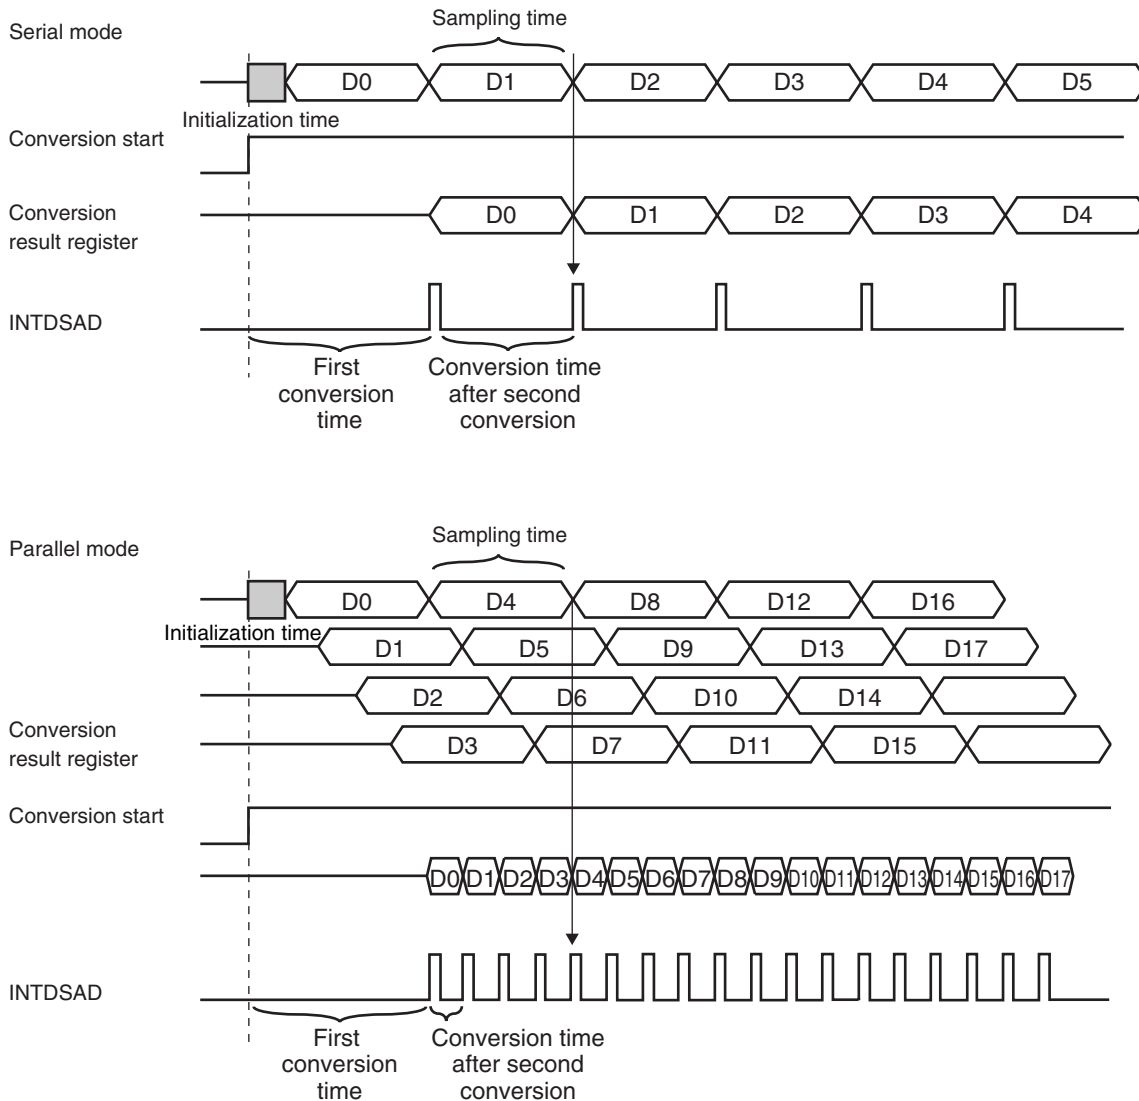 Sampling time
Serial mode
D0 D1 D2 D3 D4 D5
Initialization time
Conversion start
Conversion
result register
D0 D1 D2 D3 D4
INTDSAD
First
conversion
time
Conversion time
after second
conversion
Sampling time
Parallel mode
D0 D4 D8 D12 D16
Initialization time
D1 D5 D9 D13 D17
D2 D6 D10 D14
Conversion
result register
D3 D7 D11 D15
Conversion start
D0 D1 D2 D3 D4 D5 D6 D7 D8 D9 D10 D11 D12 D13 D14 D15 D16 D17
INTDSAD
First
conversion
time
Conversion time
after second
conversion